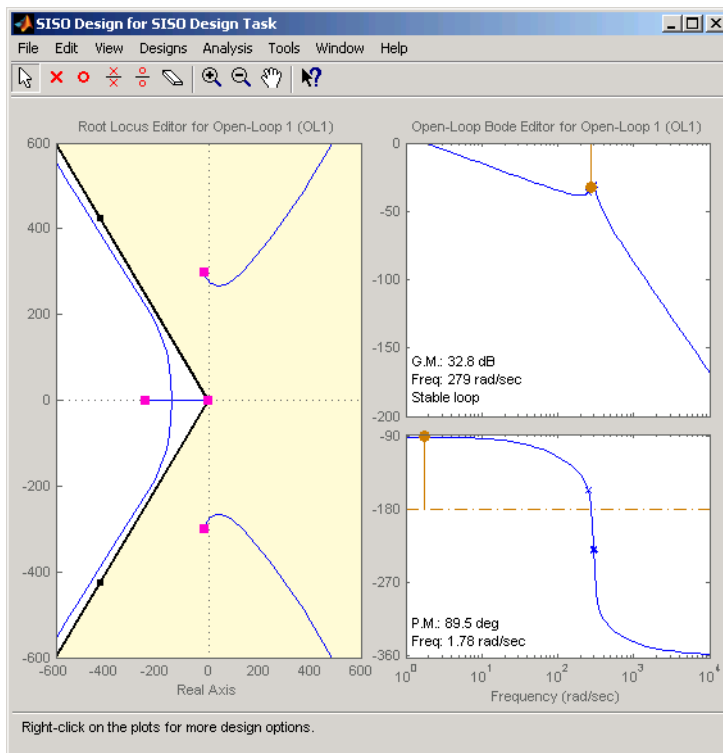 SISO Design for SISO Design Task
File Edit View Designs Analysis Tools Window Help
Root Locus Editor for Open-Loop 1 (OL1)
600
400
200
0
-200
-400
-600
-600 -400 -200 0 200 400 600
Real Axis
Open-Loop Bode Editor for Open-Loop 1 (OL1)
0
-50
-100
-150
-200
G.M.: 32.8 dB
Freq: 279 rad/sec
Stable loop
-90
-180
-270
-360
P.M.: 89.5 deg
Freq: 1.78 rad/sec
10^0 10^1 10^2 10^3 10^4
Frequency (rad/sec)
Right-click on the plots for more design options.